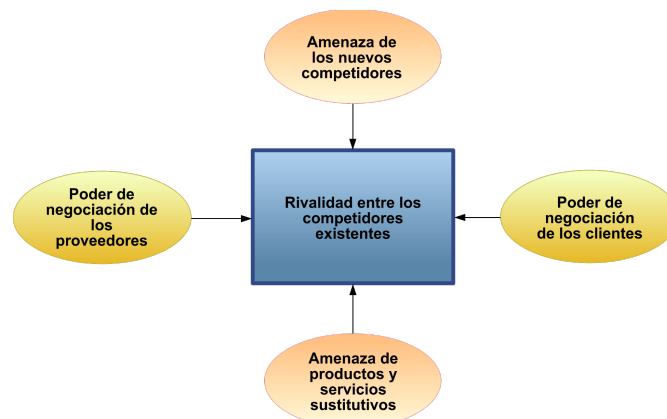 Amenaza de
los nuevos
competidores
Poder de
negociación de
los
proveedores
Rivalidad entre los
competidores
existentes
Poder de
negociación
de los clientes
Amenaza de
productos y
servicios
sustitutivos